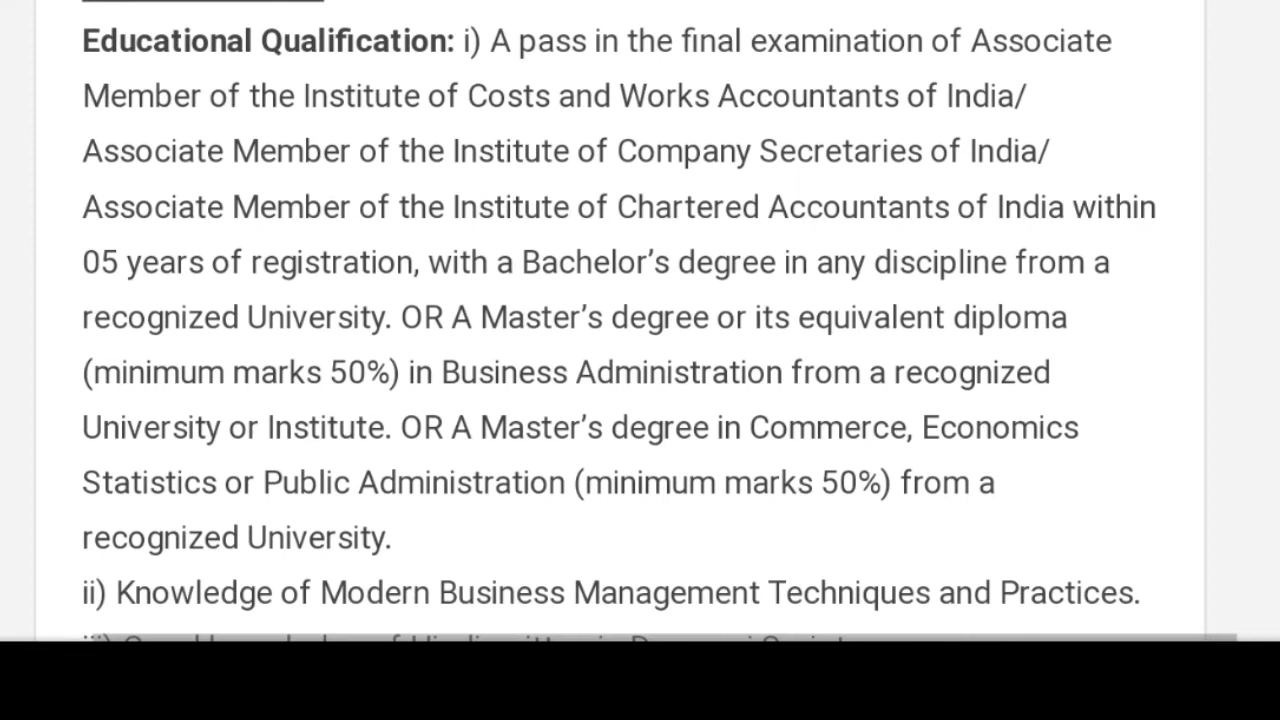 Educational Qualification: i) A pass in the final examination of Associate
Member of the Institute of Costs and Works Accountants of India/
Associate Member of the Institute of Company Secretaries of India/
Associate Member of the Institute of Chartered Accountants of India within
05 years of registration, with a Bachelor’s degree in any discipline from a
recognized University. OR A Master’s degree or its equivalent diploma
(minimum marks 50%) in Business Administration from a recognized
University or Institute. OR A Master’s degree in Commerce, Economics
Statistics or Public Administration (minimum marks 50%) from a
recognized University.
ii) Knowledge of Modern Business Management Techniques and Practices.